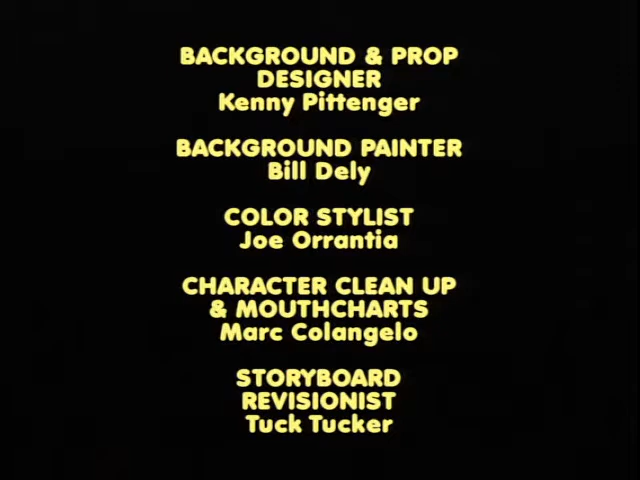 BACKGROUND & PROP
DESIGNER
Kenny Pittenger
BACKGROUND PAINTER
Bill Dely
COLOR STYLIST
Joe Orrantia
CHARACTER CLEAN UP
& MOUTHCHARTS
Marc Colangelo
STORYBOARD
REVISIONIST
Tuck Tucker